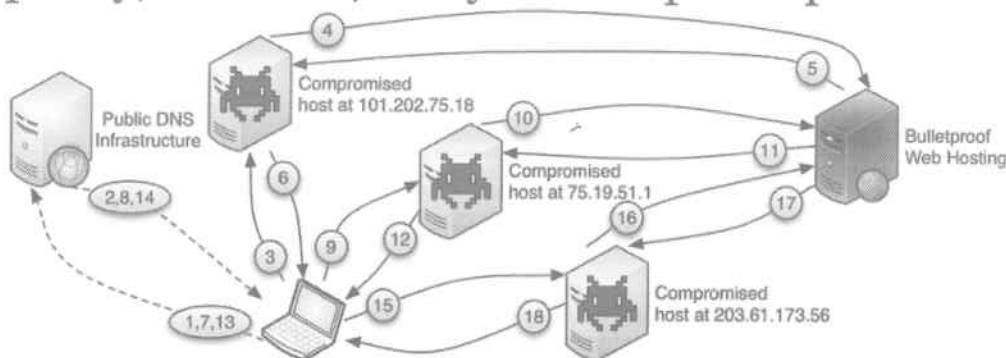 4
5
Compromised
host at 101.202.75.18
Public DNS
Infrastructure
10
Bulletproof
Web Hosting
11
2,8,14
6
Compromised
host at 75.19.51.1
16
17
3
9
12
1,7,13
15
18
Compromised
host at 203.61.173.56